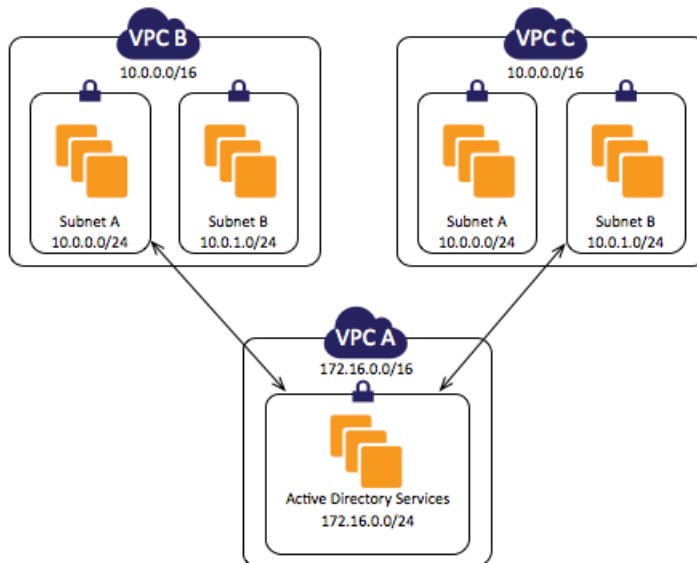 VPC B
10.0.0.0/16
Subnet A
10.0.0.0/24
Subnet B
10.0.1.0/24
VPC C
10.0.0.0/16
Subnet A
10.0.0.0/24
Subnet B
10.0.1.0/24
VPC A
172.16.0.0/16
Active Directory Services
172.16.0.0/24